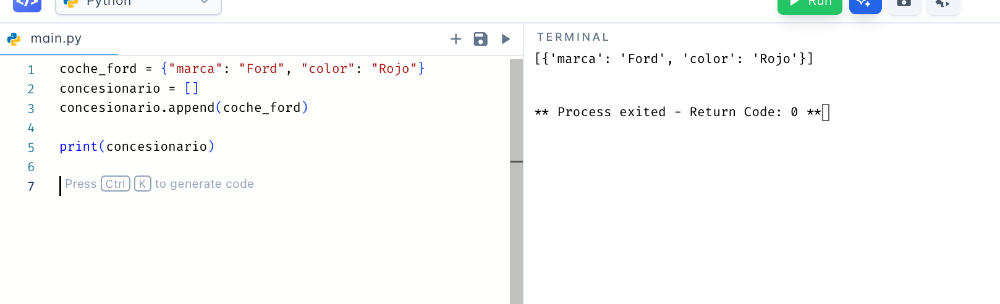 </>
Python
Run
main.py
1 coche_ford = {"marca": "Ford", "color": "Rojo"}
2 concesionario = []
3 concesionario.append(coche_ford)
4
5 print(concesionario)
6
7 Press Ctrl K to generate code
TERMINAL
[{'marca': 'Ford', 'color': 'Rojo'}]
** Process exited - Return Code: 0 **